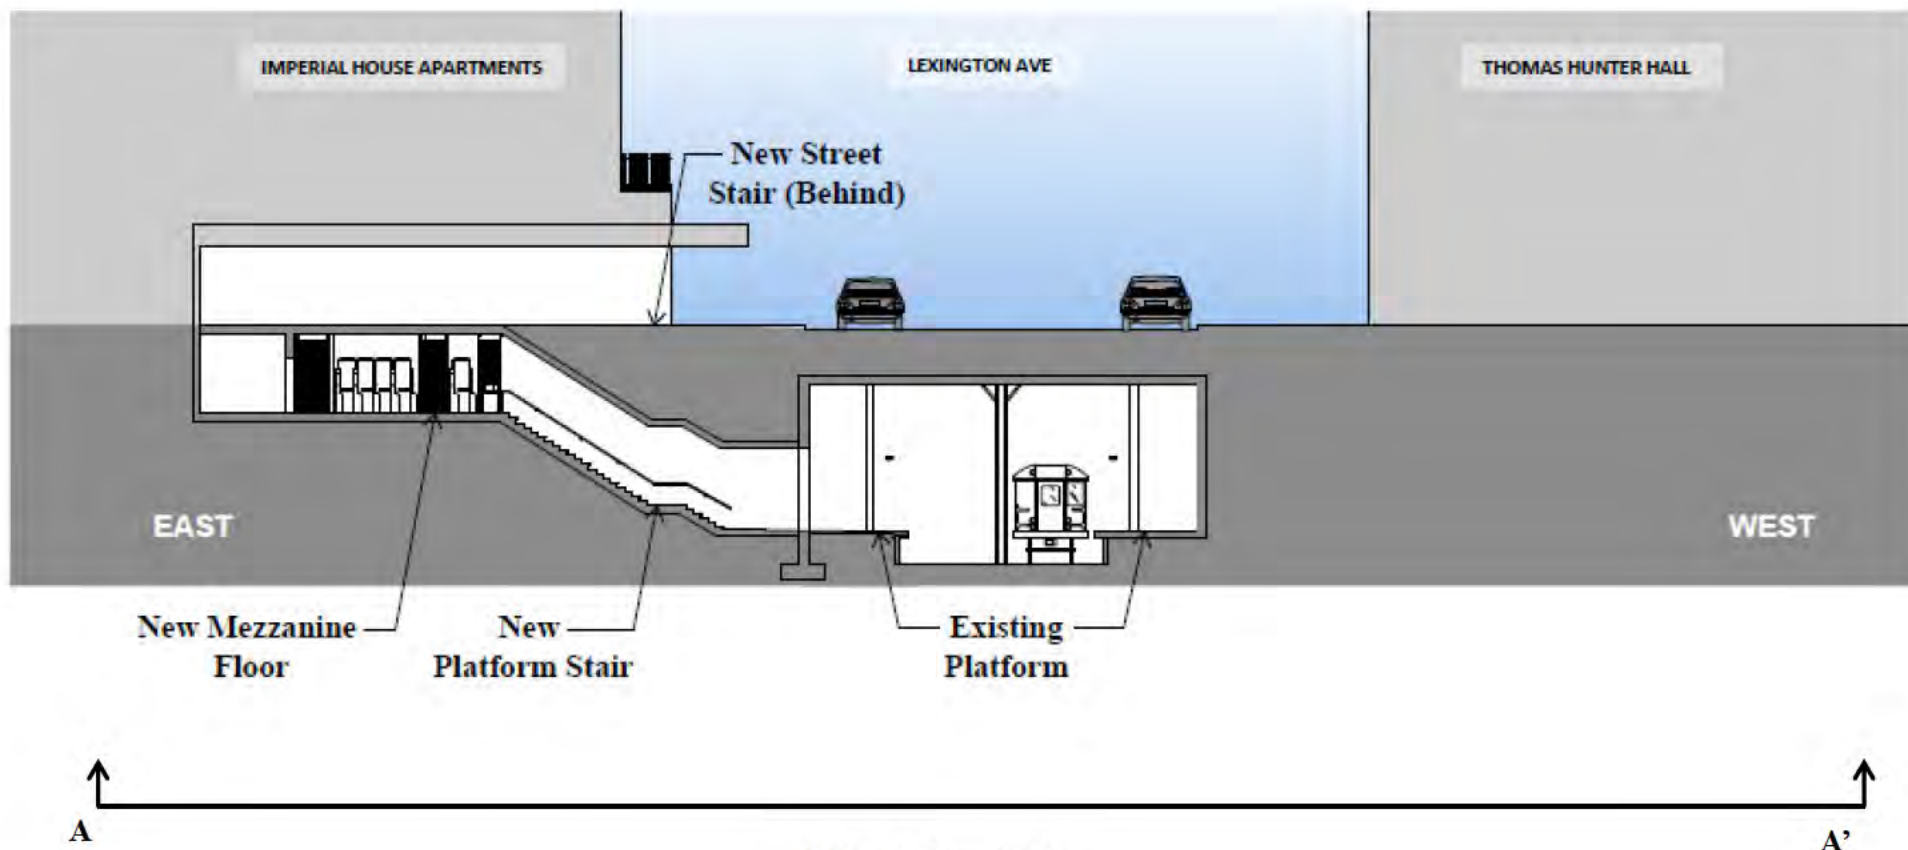 IMPERIAL HOUSE APARTMENTS
LEXINGTON AVE
THOMAS HUNTER HALL
New Street
Stair (Behind)
EAST
WEST
New Mezzanine
Floor
New
Platform Stair
Existing
Platform
A
A’